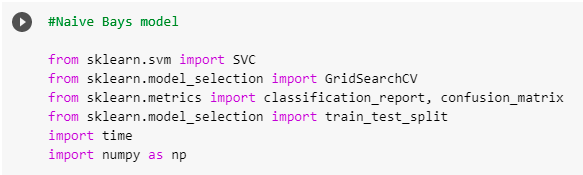 #Naive Bays model
from sklearn.svm import SVC
from sklearn.model_selection import GridSearchCV
from sklearn.metrics import classification_report, confusion_matrix
from sklearn.model_selection import train_test_split
import time
import numpy as np